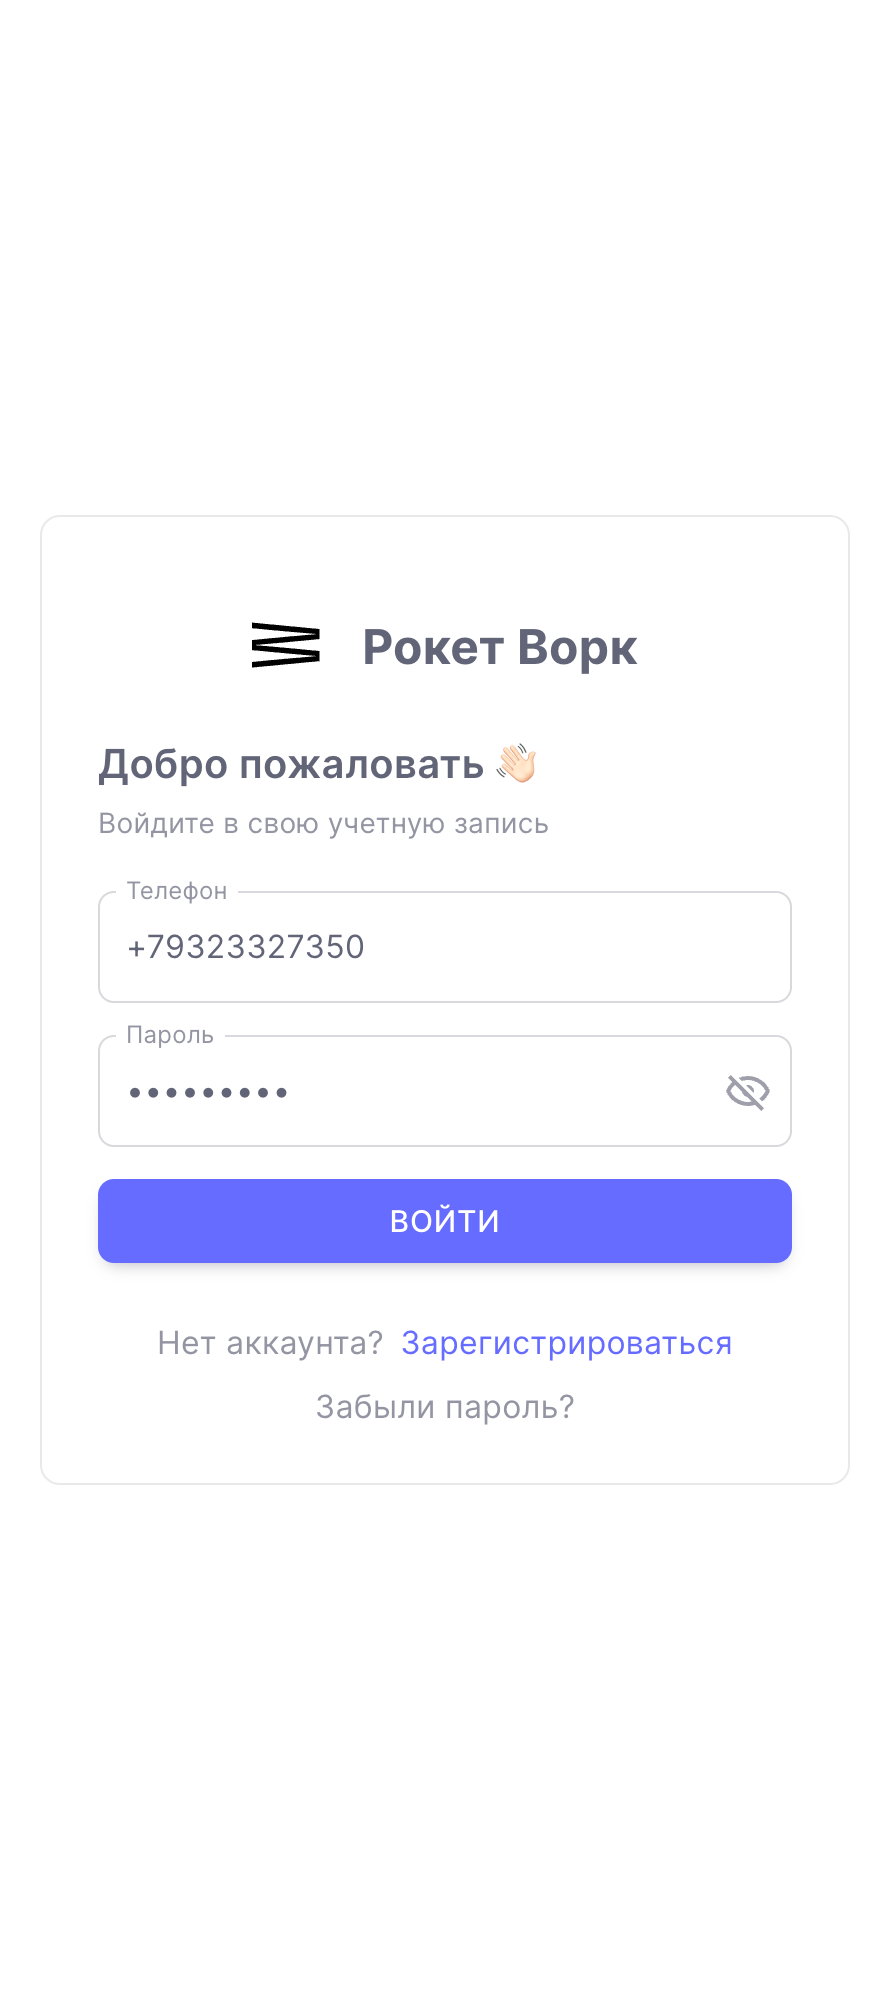 Рокет Ворк
Добро пожаловать 👋🏻
Войдите в свою учетную запись
Телефон
+79323327350
Пароль
•••••••••
ВОЙТИ
Нет аккаунта? Зарегистрироваться
Забыли пароль?